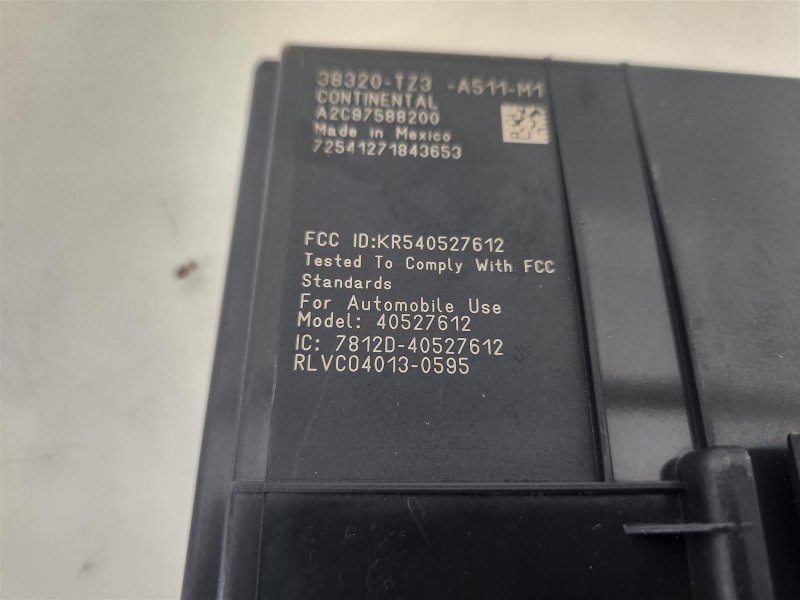 38320-TZ3 -A511-M1
CONTINENTAL
A2C97588200
Made in Mexico
72541271843653
FCC ID:KR540527612
Tested To Comply With FCC
Standards
For Automobile Use
Model: 40527612
IC: 7812D-40527612
RLVCO4013-0595